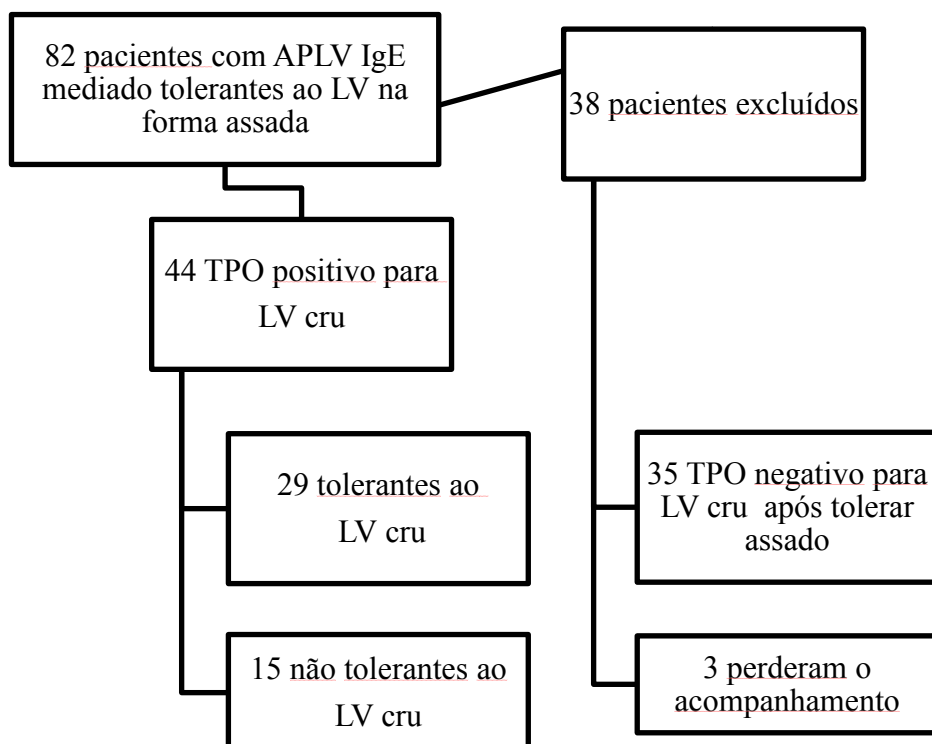 82 pacientes com APLV IgE
mediado tolerantes ao LV na
forma assada
38 pacientes excluídos
44 TPO positivo para
LV cru
29 tolerantes ao
LV cru
15 não tolerantes ao
LV cru
35 TPO negativo para
LV cru após tolerar
assado
3 perderam o
acompanhamento